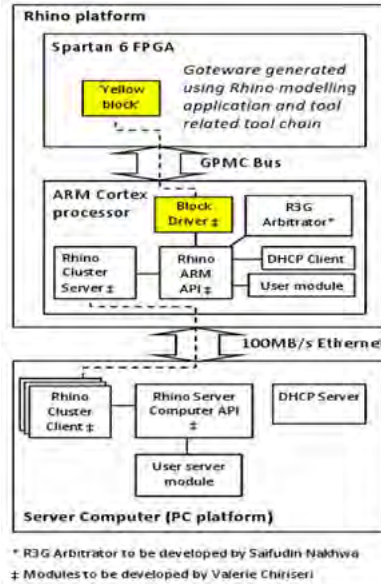 Rhino platform
Spartan 6 FPGA
'Yellow
block'
Gateware generated
using Rhino modelling
application and tool
related tool chain
GPMC Bus
ARM Cortex
processor
Block
Driver ‡
R3G
Arbitrator*
Rhino
Cluster
Server ‡
Rhino
ARM
API ‡
DHCP Client
User module
100MB/s Ethernet
Rhino
Cluster
Client ‡
Rhino Server
Computer API
‡
DHCP Server
User server
module
Server Computer (PC platform)
* R3G Arbitrator to be developed by Saifudin Nakhwa
‡ Modules to be developed by Valerie Chiriseri